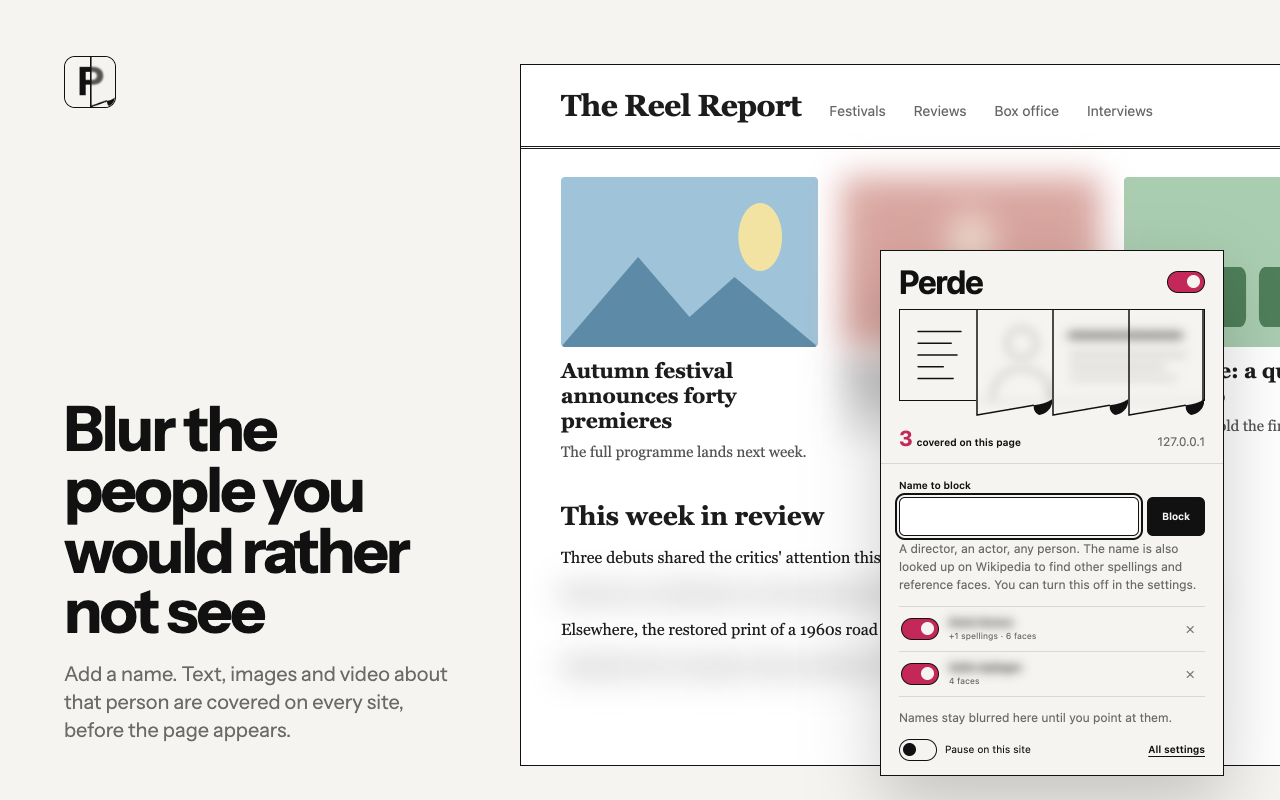 P
The Reel Report
Festivals
Reviews
Box office
Interviews
Blur the
people you
would rather
not see
Add a name. Text, images and video about
that person are covered on every site,
before the page appears.
Autumn festival
announces forty
premieres
The full programme lands next week.
This week in review
Three debuts shared the critics' attention this
Elsewhere, the restored print of a 1960s road
e: a
old the
Perde
3 covered on this page
127.0.0.1
Name to block
Block
A director, an actor, any person. The name is also
looked up on Wikipedia to find other spellings and
reference faces. You can turn this off in the settings.
+1 spellings · 6 faces
4 faces
Names stay blurred here until you point at them.
Pause on this site
All settings